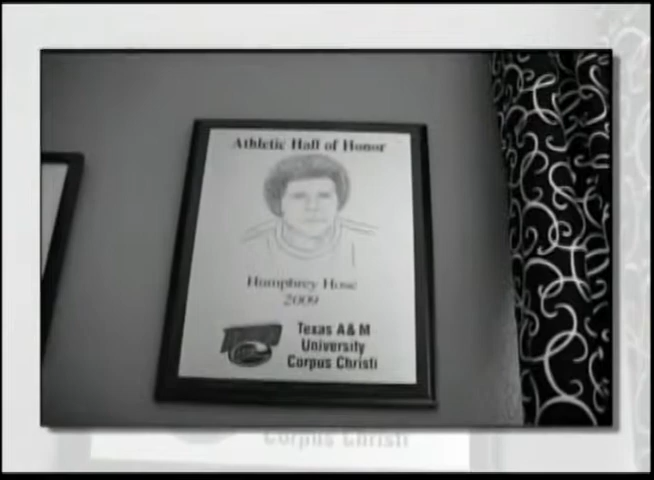 Athletic Hall of Honor
Humphrey Hose
2009
Texas A&M
University
Corpus Christi
Corpus Christi